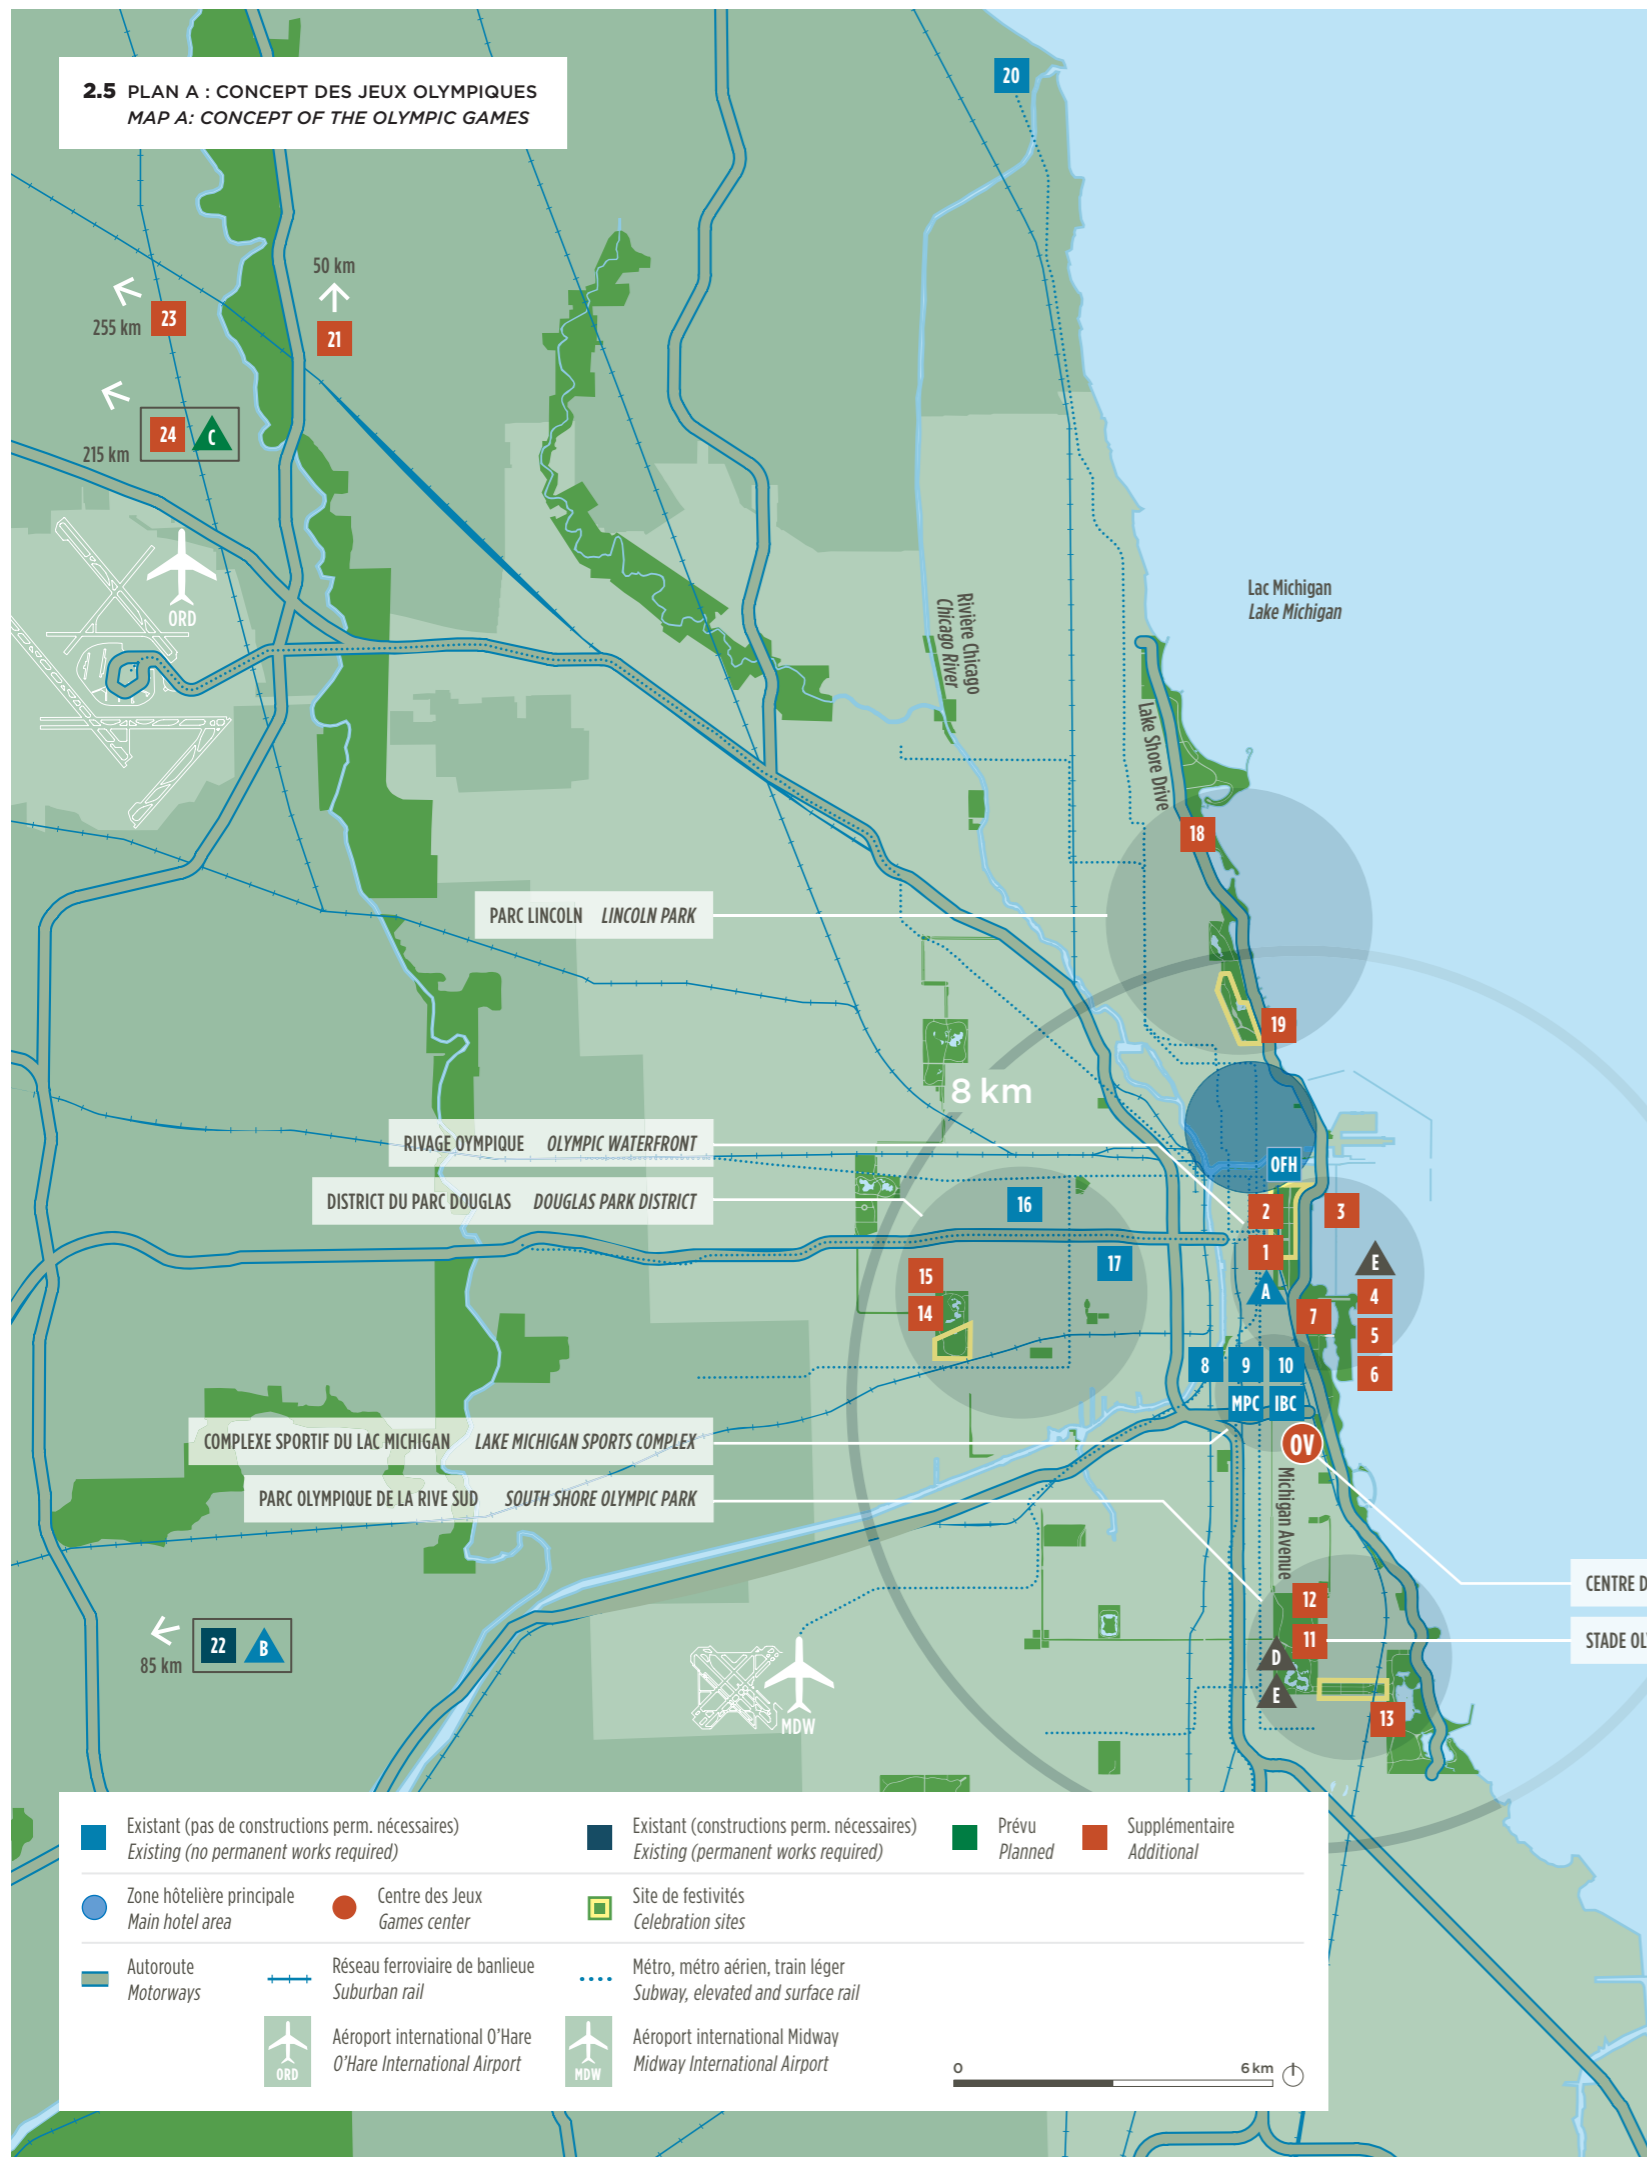 2.5 PLAN A : CONCEPT DES JEUX OLYMPIQUES
MAP A: CONCEPT OF THE OLYMPIC GAMES
20
50 km
23
255 km
21
24
C
215 km
ORD
Lac Michigan
Lake Michigan
Rivière Chicago
Chicago River
Lake Shore Drive
18
PARC LINCOLN LINCOLN PARK
19
8 km
RIVAGE OYMPIQUE OLYMPIC WATERFRONT
OFH
DISTRICT DU PARC DOUGLAS DOUGLAS PARK DISTRICT
16
2
3
1
17
E
15
A
4
14
7
5
8
9
10
6
MPC
IBC
COMPLEXE SPORTIF DU LAC MICHIGAN LAKE MICHIGAN SPORTS COMPLEX
OV
PARC OLYMPIQUE DE LA RIVE SUD SOUTH SHORE OLYMPIC PARK
Michigan Avenue
CENTRE D
12
11
STADE OL
22
B
85 km
D
E
13
MDW
Existant (pas de constructions perm. nécessaires)
Existing (no permanent works required)
Existant (constructions perm. nécessaires)
Existing (permanent works required)
Prévu
Planned
Supplémentaire
Additional
Zone hôtelière principale
Main hotel area
Centre des Jeux
Games center
Site de festivités
Celebration sites
Autoroute
Motorways
Réseau ferroviaire de banlieue
Suburban rail
Métro, métro aérien, train léger
Subway, elevated and surface rail
ORD
Aéroport international O'Hare
O'Hare International Airport
MDW
Aéroport international Midway
Midway International Airport
0
6 km